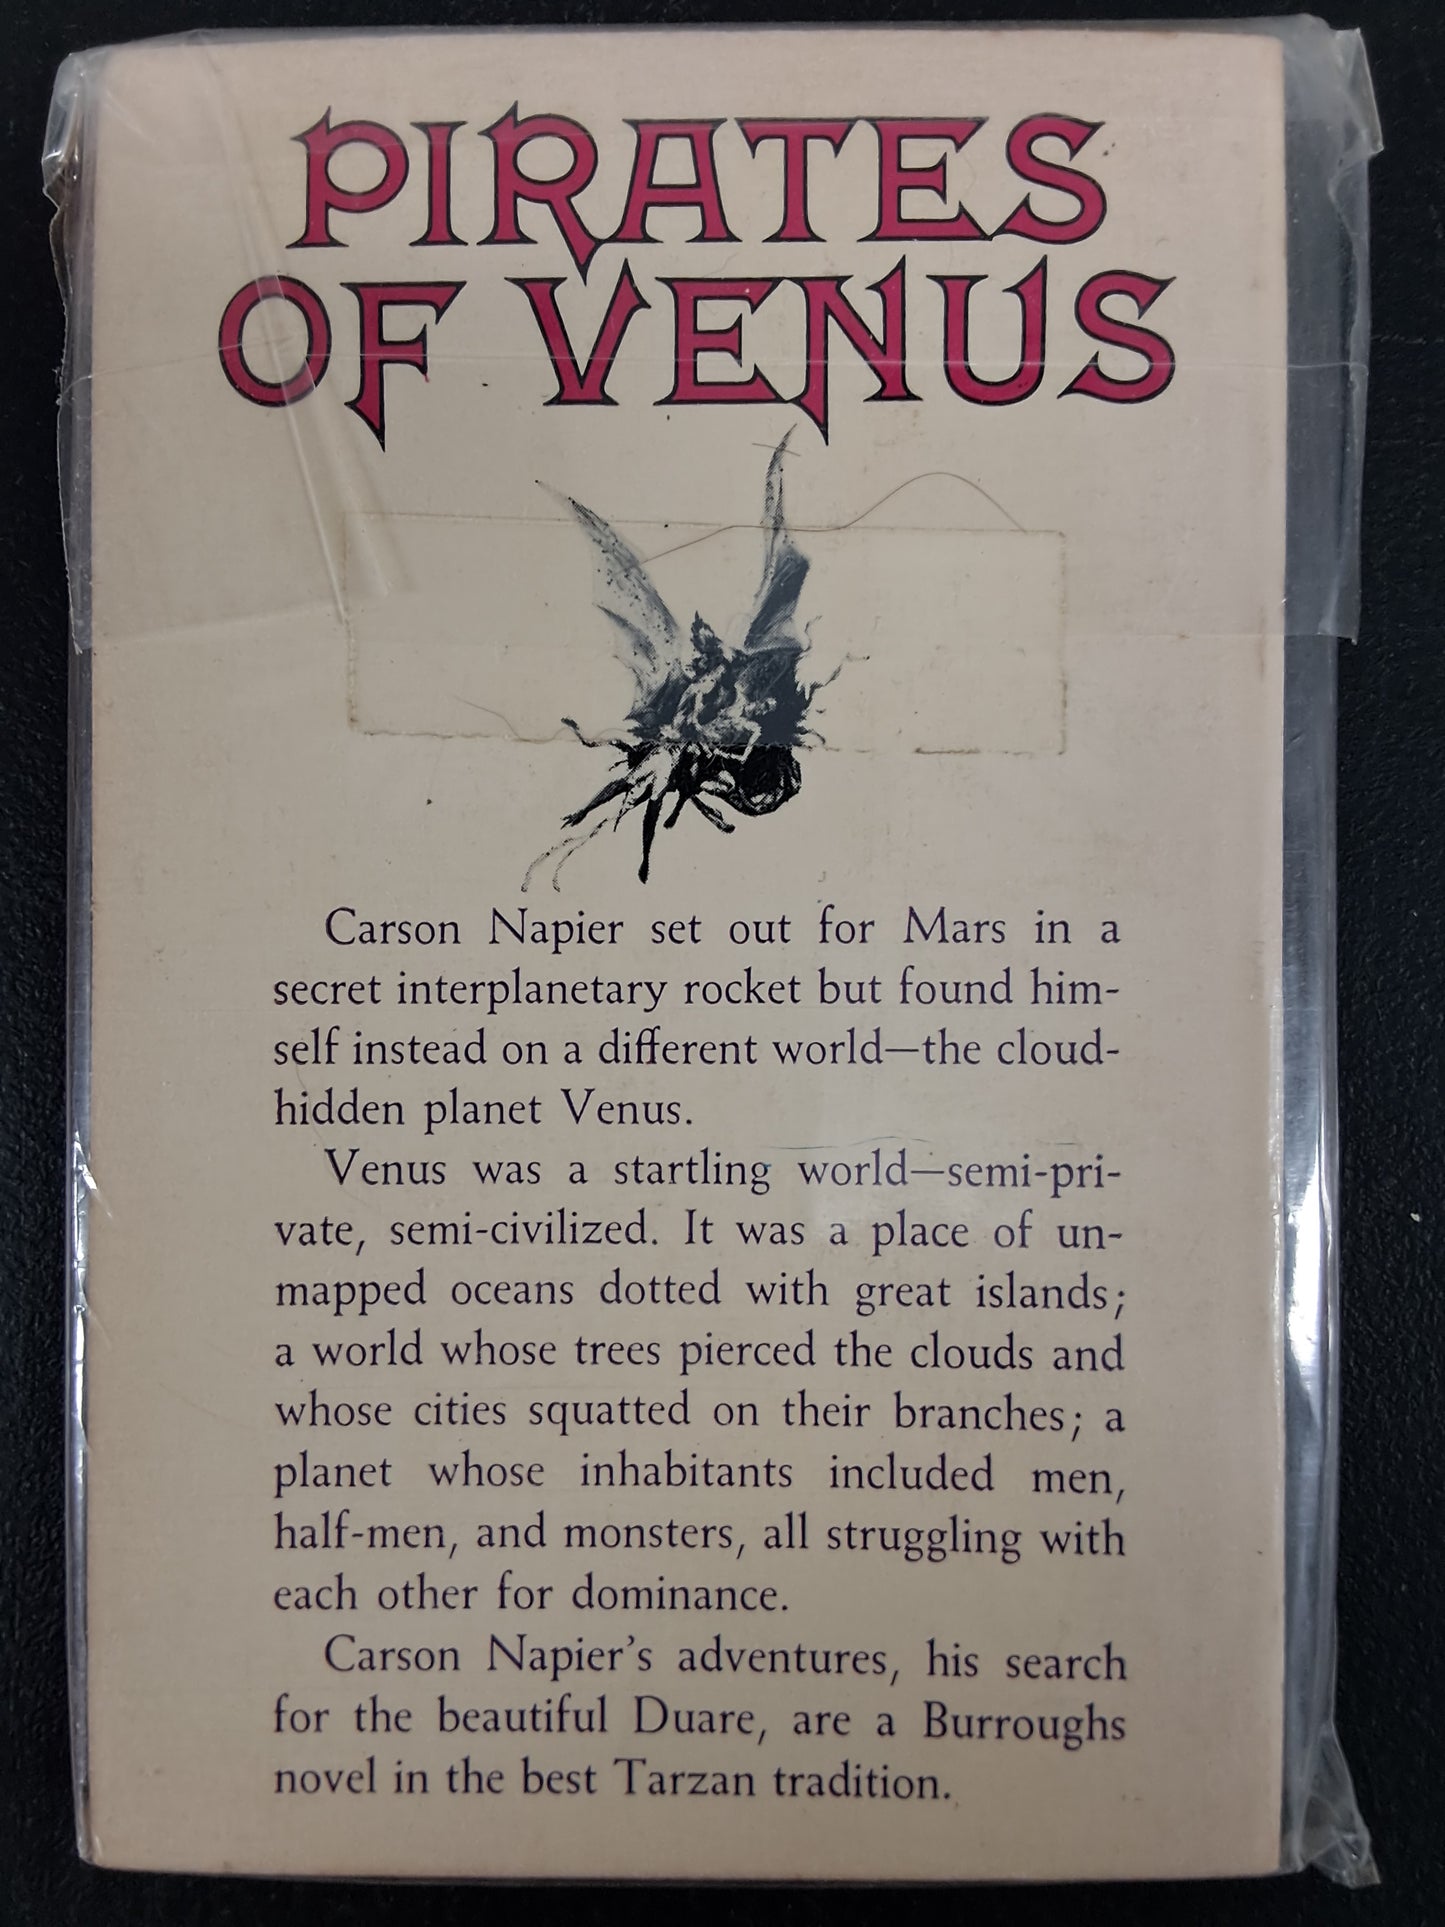 PIRATES
OF VENUS
Carson Napier set out for Mars in a
secret interplanetary rocket but found him-
self instead on a different world—the cloud-
hidden planet Venus.
Venus was a startling world—semi-pri-
vate, semi-civilized. It was a place of un-
mapped oceans dotted with great islands;
a world whose trees pierced the clouds and
whose cities squatted on their branches; a
planet whose inhabitants included men,
half-men, and monsters, all struggling with
each other for dominance.
Carson Napier's adventures, his search
for the beautiful Duare, are a Burroughs
novel in the best Tarzan tradition.